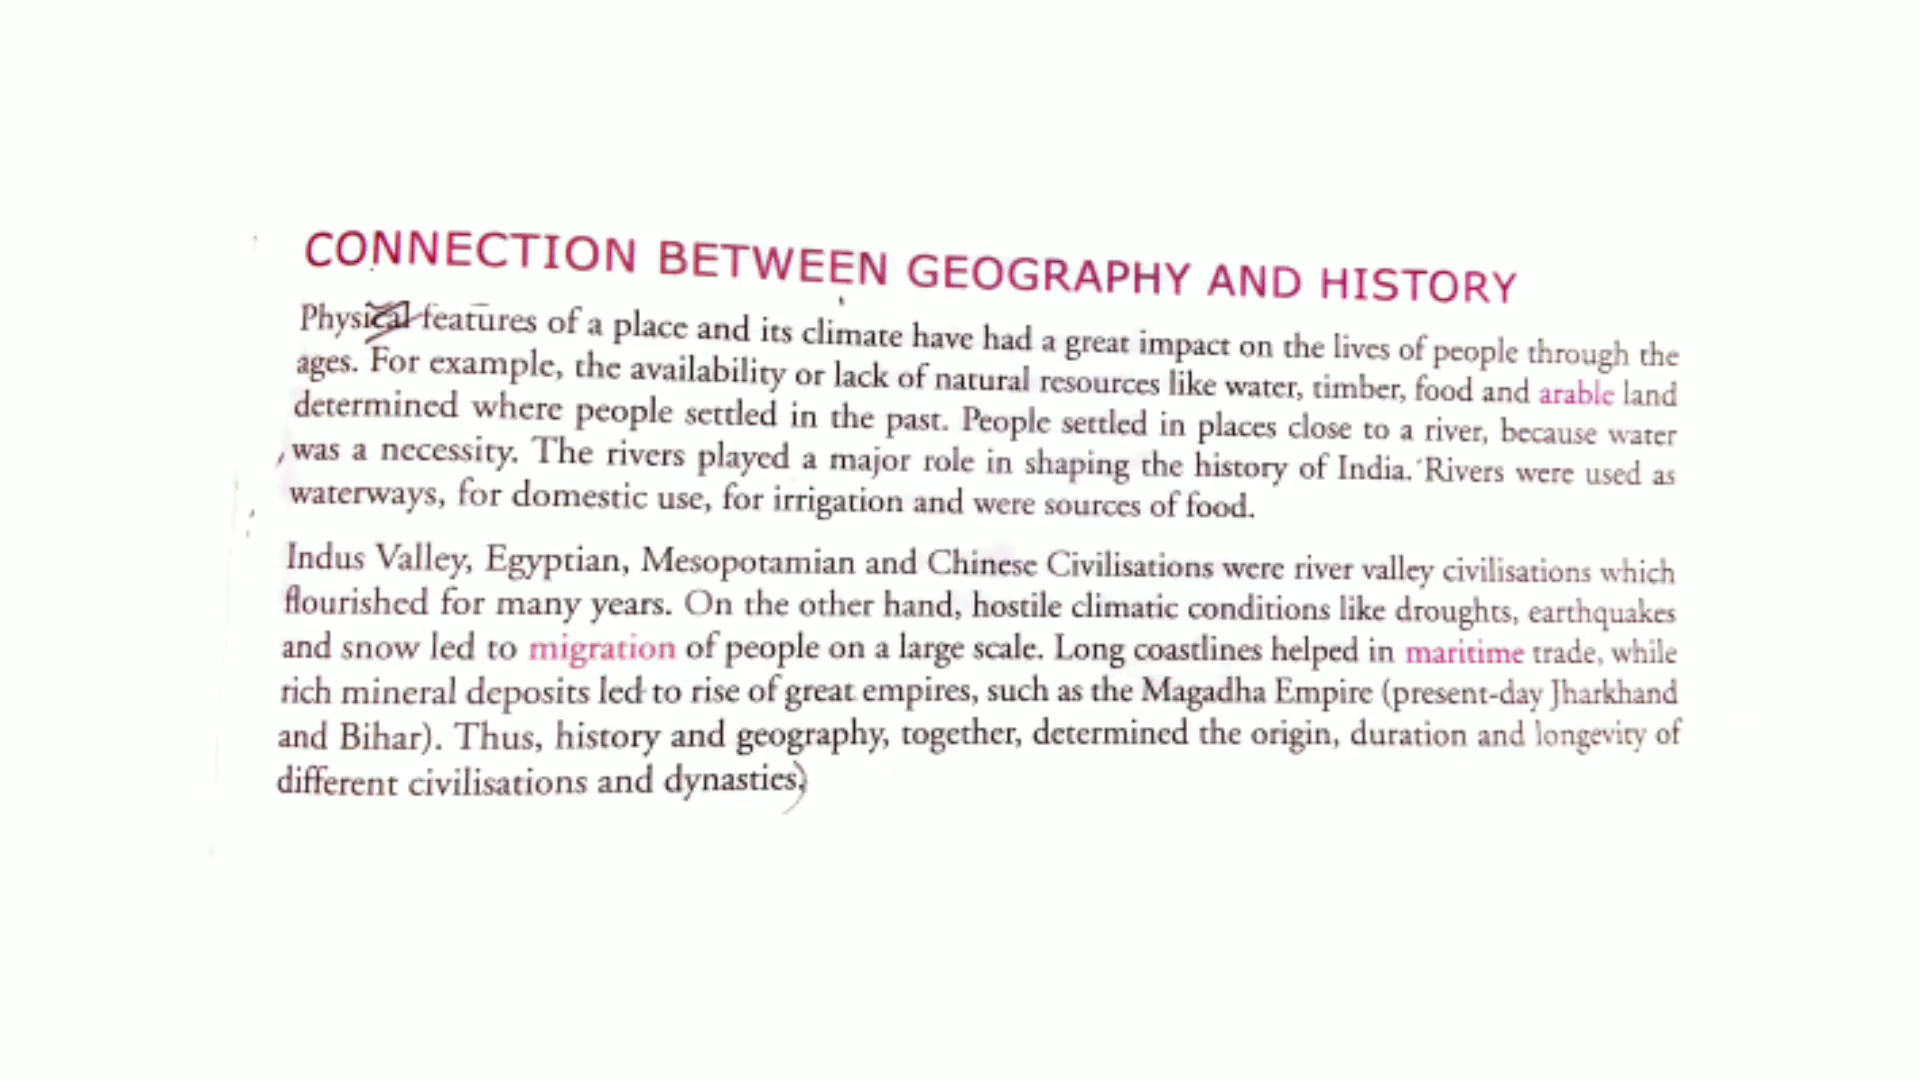 CONNECTION BETWEEN GEOGRAPHY AND HISTORY
Physical features of a place and its climate have had a great impact on the lives of people through the
ages. For example, the availability or lack of natural resources like water, timber, food and arable land
determined where people settled in the past. People settled in places close to a river, because water
was a necessity. The rivers played a major role in shaping the history of India. Rivers were used as
waterways, for domestic use, for irrigation and were sources of food.
Indus Valley, Egyptian, Mesopotamian and Chinese Civilisations were river valley civilisations which
flourished for many years. On the other hand, hostile climatic conditions like droughts, earthquakes
and snow led to migration of people on a large scale. Long coastlines helped in maritime trade, while
rich mineral deposits led to rise of great empires, such as the Magadha Empire (present-day Jharkhand
and Bihar). Thus, history and geography, together, determined the origin, duration and longevity of
different civilisations and dynasties.